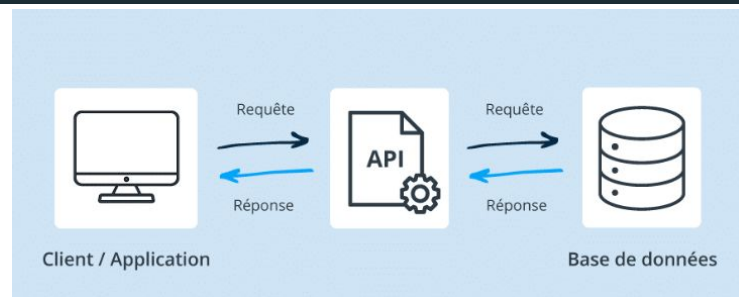 Requête
Requête
API
Réponse
Réponse
Client / Application
Base de données